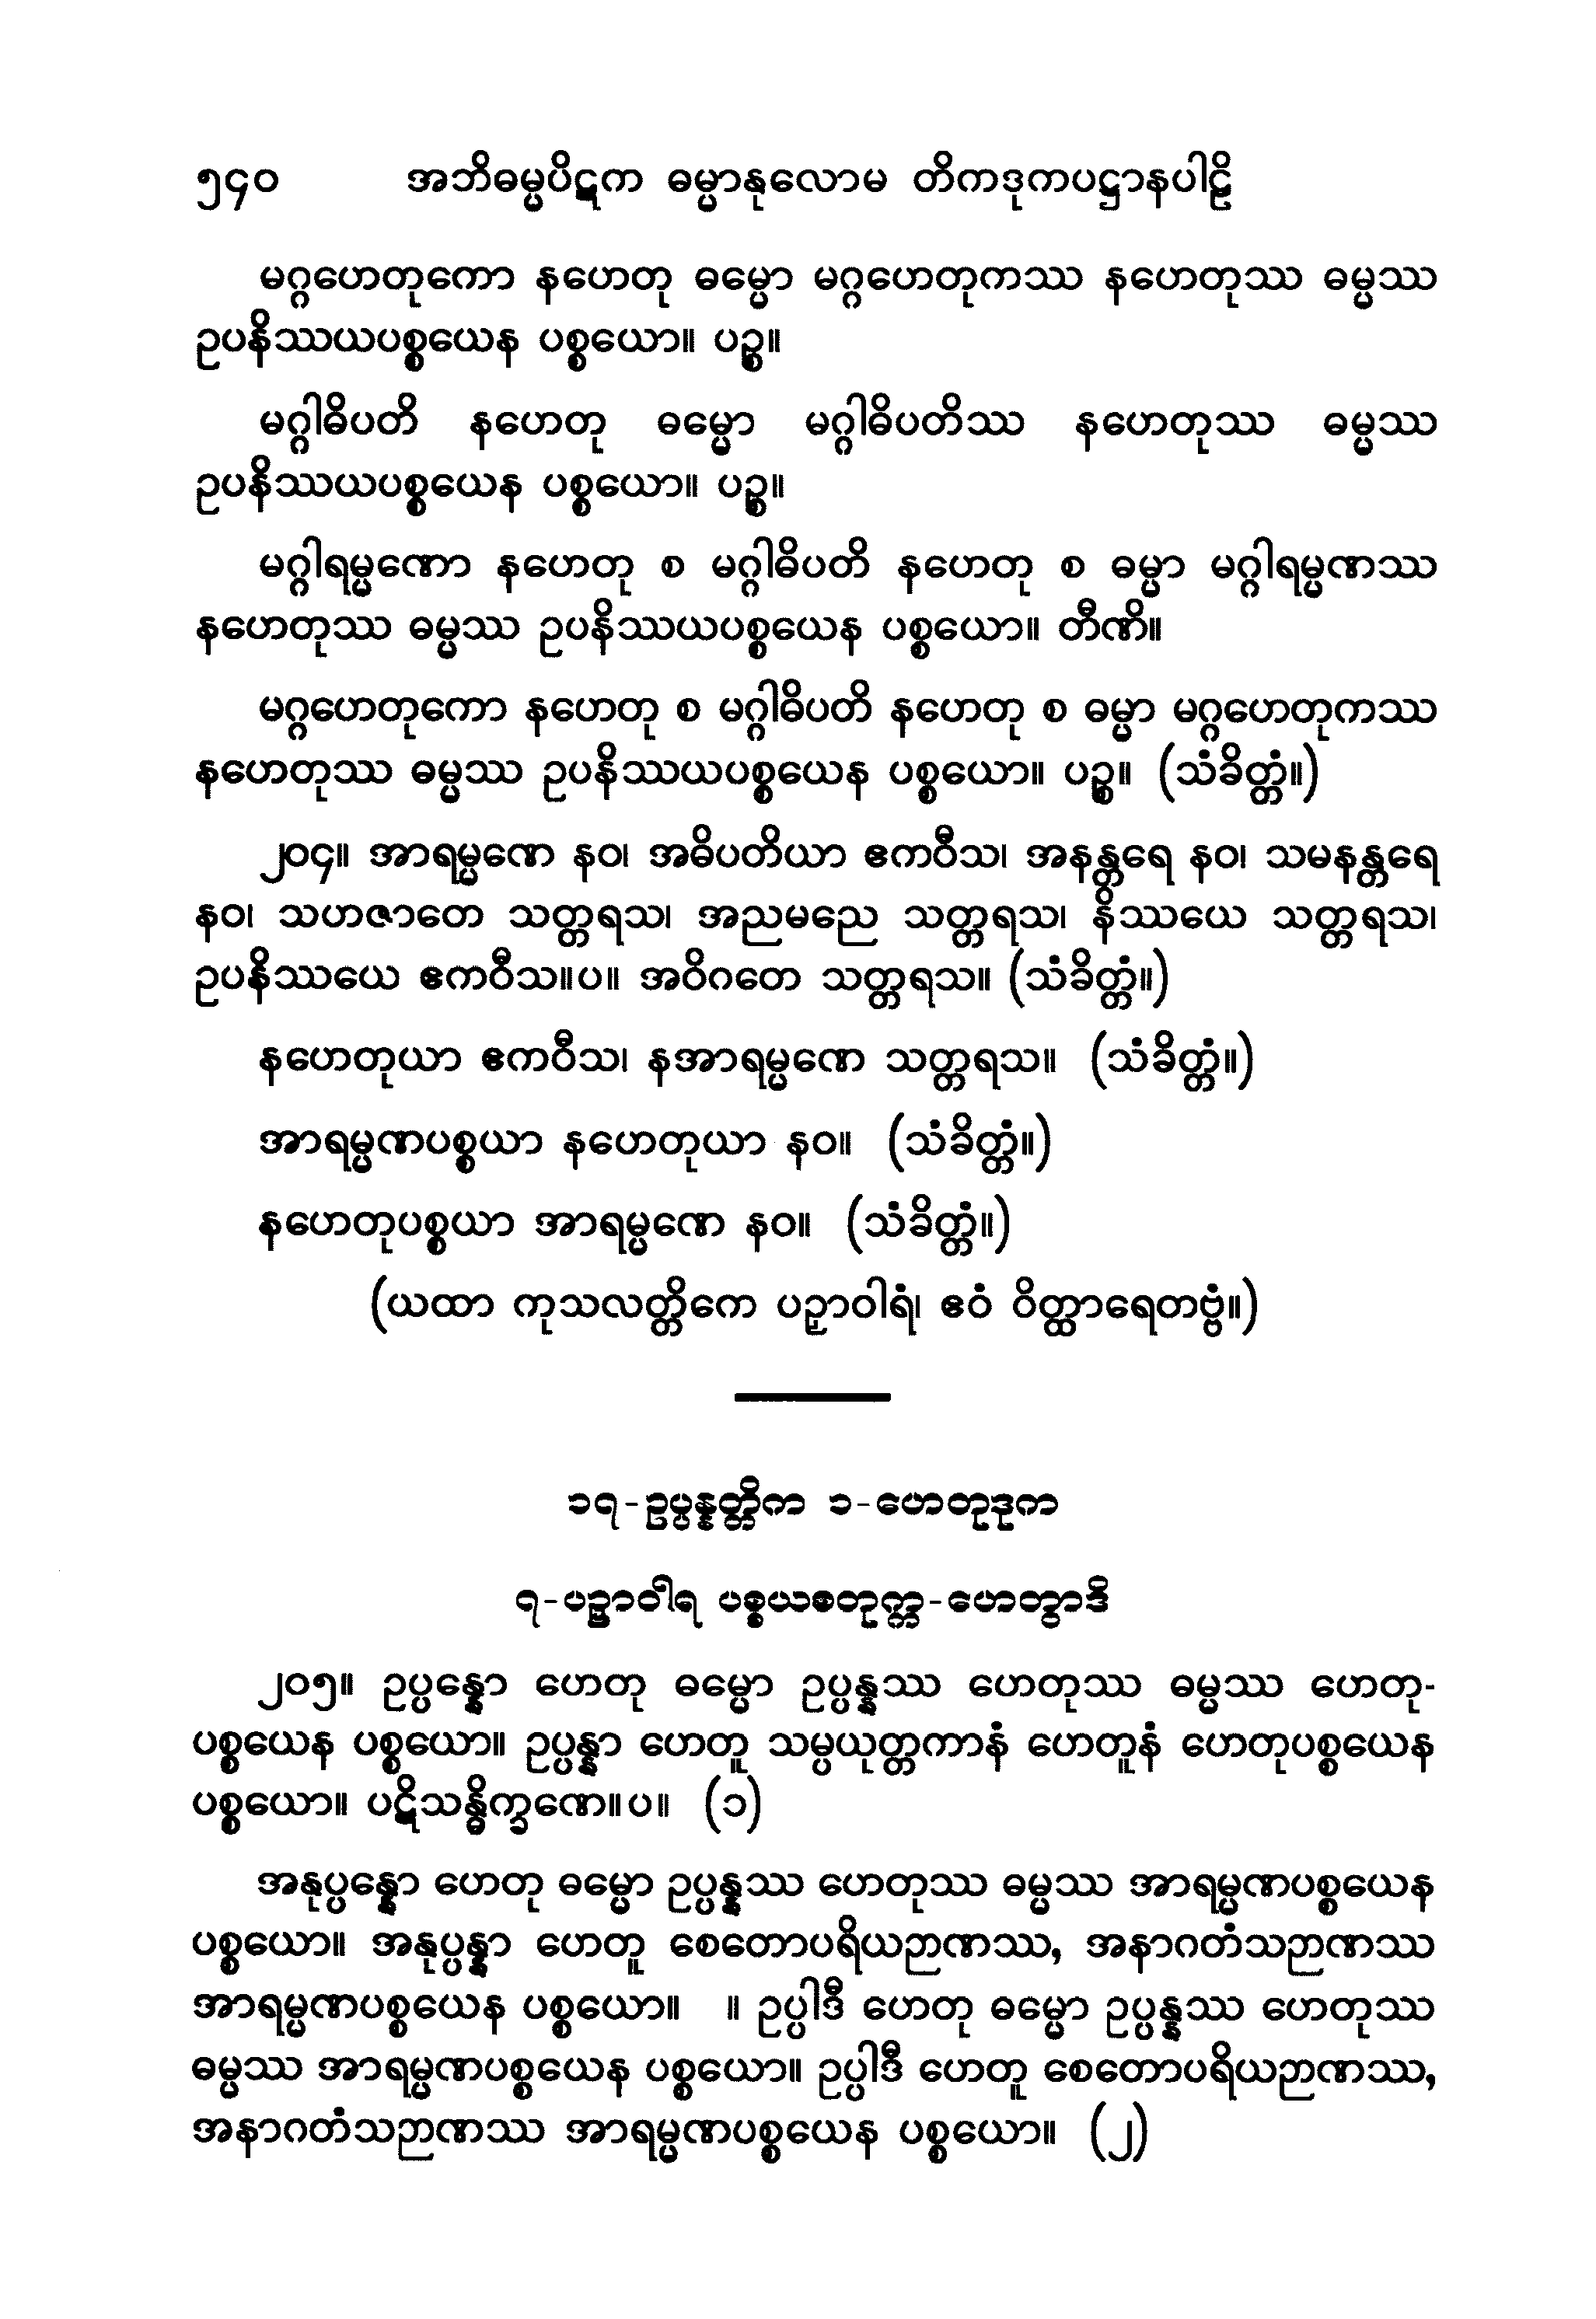 ၅၄၀ အဘိဓမ္မပိဋက ဓမ္မာနုလောမ တိကဒုကပဋ္ဌာနပါဠိ
မဂ္ဂဟေတုကော နဟေတု ဓမ္မော မဂ္ဂဟေတုကဿ နဟေတုဿ ဓမ္မဿ
ဥပနိဿယပစ္စယေန ပစ္စယော။ ပဉ္စ။
မဂ္ဂါဓိပတိ နဟေတု ဓမ္မော မဂ္ဂါဓိပတိဿ နဟေတုဿ ဓမ္မဿ
ဥပနိဿယပစ္စယေန ပစ္စယော။ ပဉ္စ။
မဂ္ဂါရမ္မဏော နဟေတု စ မဂ္ဂါဓိပတိ နဟေတု စ ဓမ္မာ မဂ္ဂါရမ္မဏဿ
နဟေတုဿ ဓမ္မဿ ဥပနိဿယပစ္စယေန ပစ္စယော။ တီဏိ။
မဂ္ဂဟေတုကော နဟေတု စ မဂ္ဂါဓိပတိ နဟေတု စ ဓမ္မာ မဂ္ဂဟေတုကဿ
နဟေတုဿ ဓမ္မဿ ဥပနိဿယပစ္စယေန ပစ္စယော။ ပဉ္စ။ (သံခိတ္တံ။)
၂၀၄။ အာရမ္မဏေ နဝ၊ အဓိပတိယာ ဧကဝီသ၊ အနန္တရေ နဝ၊ သမနန္တရေ
နဝ၊ သဟဇာတေ သတ္တရသ၊ အညမညေ သတ္တရသ၊ နိဿယေ သတ္တရသ၊
ဥပနိဿယေ ဧကဝီသ။ပ။ အဝိဂတေ သတ္တရသ။ (သံခိတ္တံ။)
နဟေတုယာ ဧကဝီသ၊ နအာရမ္မဏေ သတ္တရသ။ (သံခိတ္တံ။)
အာရမ္မဏပစ္စယာ နဟေတုယာ နဝ။ (သံခိတ္တံ။)
နဟေတုပစ္စယာ အာရမ္မဏေ နဝ။ (သံခိတ္တံ။)
(ယထာ ကုသလတ္တိကေ ပဉှာဝါရံ၊ ဧဝံ ဝိတ္ထာရေတဗ္ဗံ။)
၁၇-ဥပ္ပန္နတ္တိက ၁-ဟေတုဒုက
၇-ပဉှာဝါရ ပစ္စယစတုက္က-ဟေတွာဒိ
၂၀၅။ ဥပ္ပန္နော ဟေတု ဓမ္မော ဥပ္ပန္နဿ ဟေတုဿ ဓမ္မဿ ဟေတု-
ပစ္စယေန ပစ္စယော။ ဥပ္ပန္နာ ဟေတူ သမ္ပယုတ္တကာနံ ဟေတူနံ ဟေတုပစ္စယေန
ပစ္စယော။ ပဋိသန္ဓိက္ခဏေ။ပ။ (၁)
အနုပ္ပန္နော ဟေတု ဓမ္မော ဥပ္ပန္နဿ ဟေတုဿ ဓမ္မဿ အာရမ္မဏပစ္စယေန
ပစ္စယော။ အနုပ္ပန္နာ ဟေတူ စေတောပရိယဉာဏဿ, အနာဂတံသဉာဏဿ
အာရမ္မဏပစ္စယေန ပစ္စယော။ ။ ဥပ္ပါဒီ ဟေတု ဓမ္မော ဥပ္ပန္နဿ ဟေတုဿ
ဓမ္မဿ အာရမ္မဏပစ္စယေန ပစ္စယော။ ဥပ္ပါဒီ ဟေတူ စေတောပရိယဉာဏဿ,
အနာဂတံသဉာဏဿ အာရမ္မဏပစ္စယေန ပစ္စယော။ (၂)